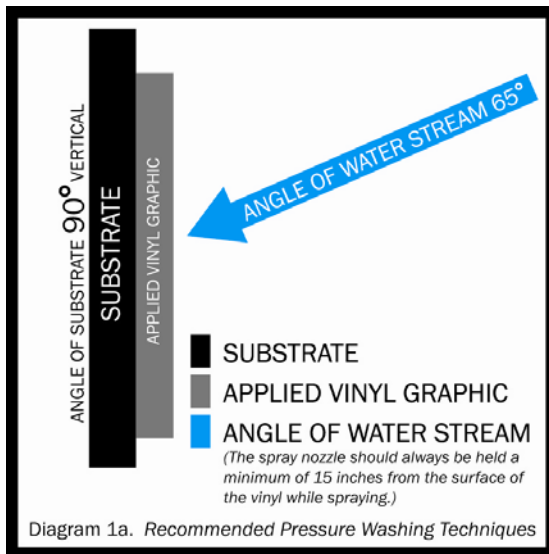 ANGLE OF SUBSTRATE 90° VERTICAL
SUBSTRATE
APPLIED VINYL GRAPHIC
ANGLE OF WATER STREAM 65°
SUBSTRATE
APPLIED VINYL GRAPHIC
ANGLE OF WATER STREAM
(The spray nozzle should always be held a
minimum of 15 inches from the surface of
the vinyl while spraying.)
Diagram 1a. Recommended Pressure Washing Techniques